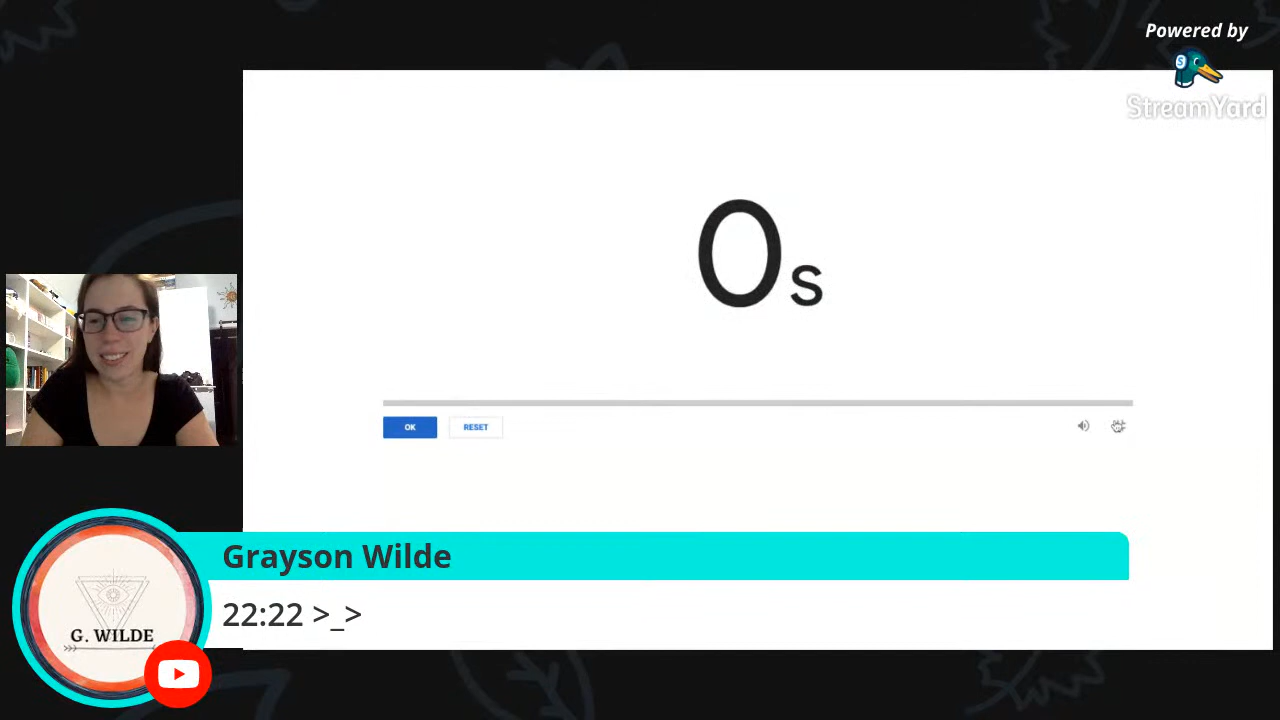 Powered by
StreamYard
0s
OK RESET
Grayson Wilde
22:22 >_>
G. WILDE